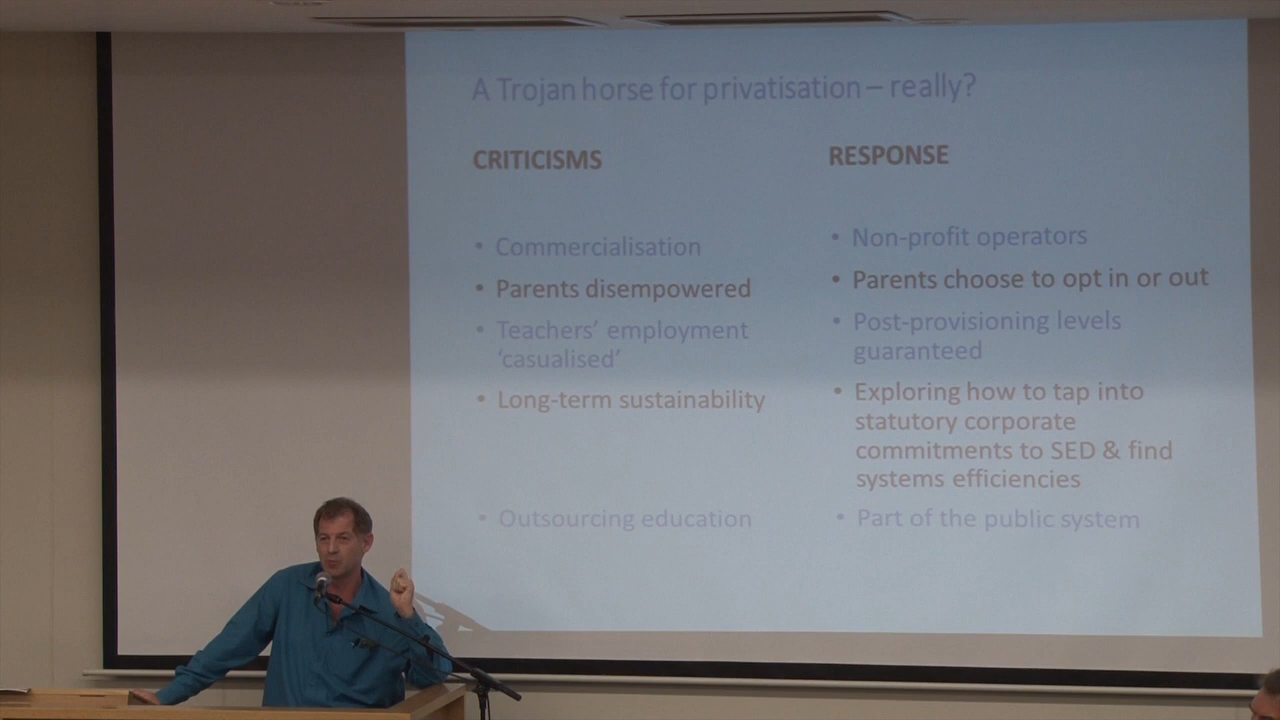 A Trojan horse for privatisation – really?
CRITICISMS
• Commercialisation
• Parents disempowered
• Teachers' employment
'casualised'
• Long-term sustainability
• Outsourcing education
RESPONSE
• Non-profit operators
• Parents choose to opt in or out
• Post-provisioning levels
guaranteed
• Exploring how to tap into
statutory corporate
commitments to SED & find
systems efficiencies
• Part of the public system